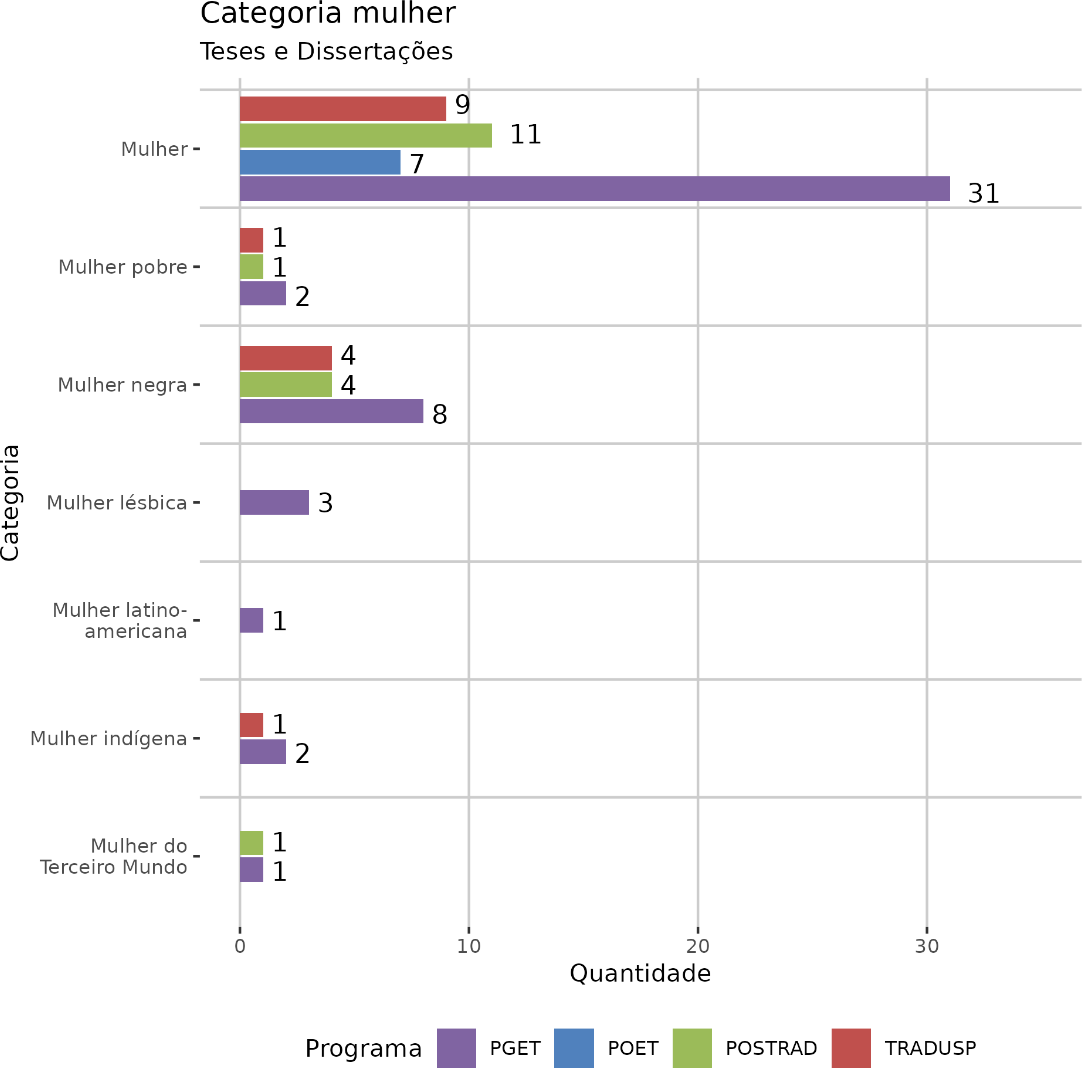 Categoria mulher
Teses e Dissertações
Categoria
Mulher
9
11
7
31
Mulher pobre
1
1
2
Mulher negra
4
4
8
Mulher lésbica
3
Mulher latino-
americana
1
Mulher indígena
1
2
Mulher do
Terceiro Mundo
1
1
0 10 20 30
Quantidade
Programa PGET POET POSTRAD TRADUSP